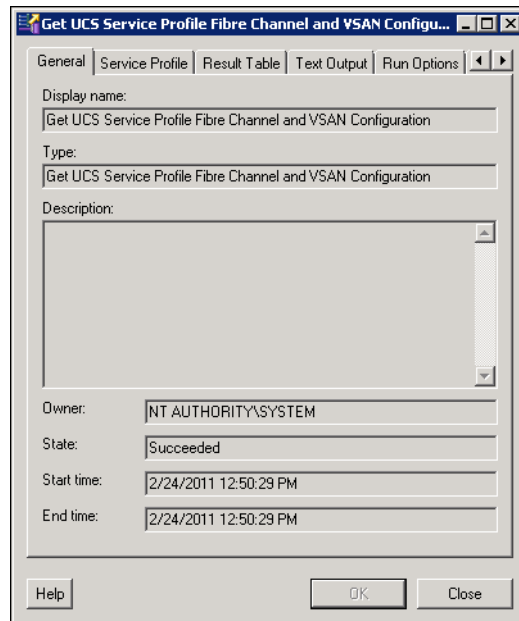 Get UCS Service Profile Fibre Channel and VSAN Configu...
General Service Profile Result Table Text Output Run Options
Display name:
Get UCS Service Profile Fibre Channel and VSAN Configuration
Type:
Get UCS Service Profile Fibre Channel and VSAN Configuration
Description:
Owner: NT AUTHORITY\SYSTEM
State: Succeeded
Start time: 2/24/2011 12:50:29 PM
End time: 2/24/2011 12:50:29 PM
Help OK Close